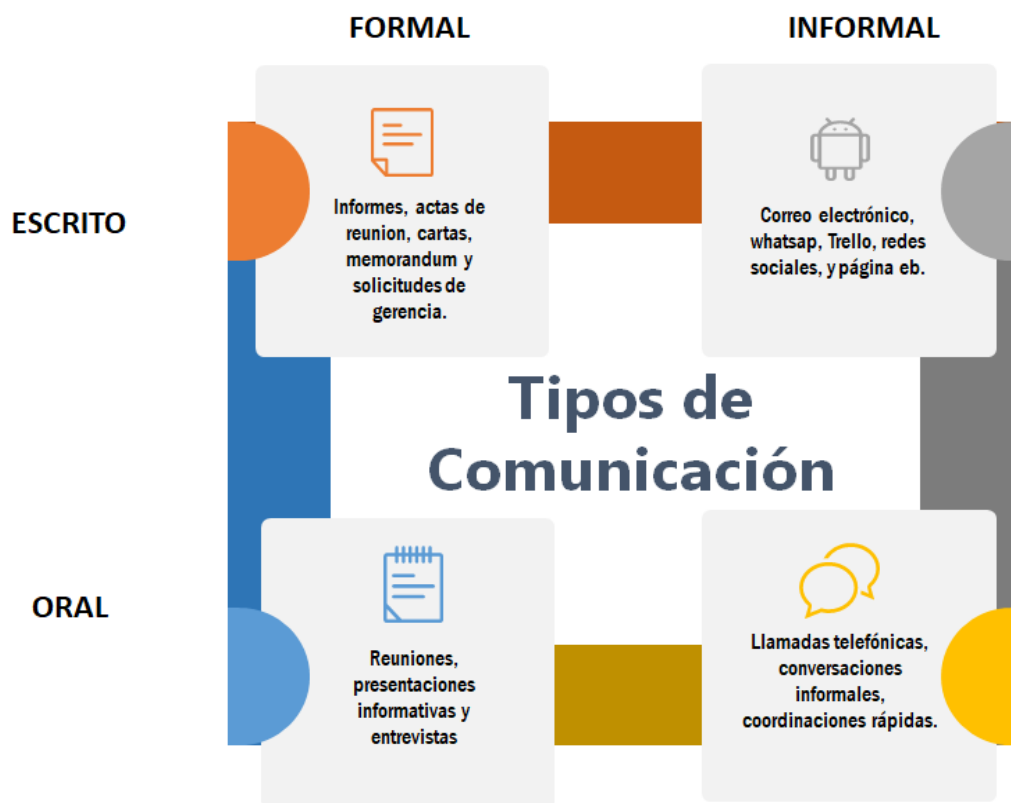 FORMAL
INFORMAL
ESCRITO
Informes, actas de
reunion, cartas,
memorandum y
solicitudes de
gerencia.
Correo electrónico,
whatsap, Trello, redes
sociales, y página eb.
Tipos de
Comunicación
ORAL
Reuniones,
presentaciones
informativas y
entrevistas
Llamadas telefónicas,
conversaciones
informales,
coordinaciones rápidas.